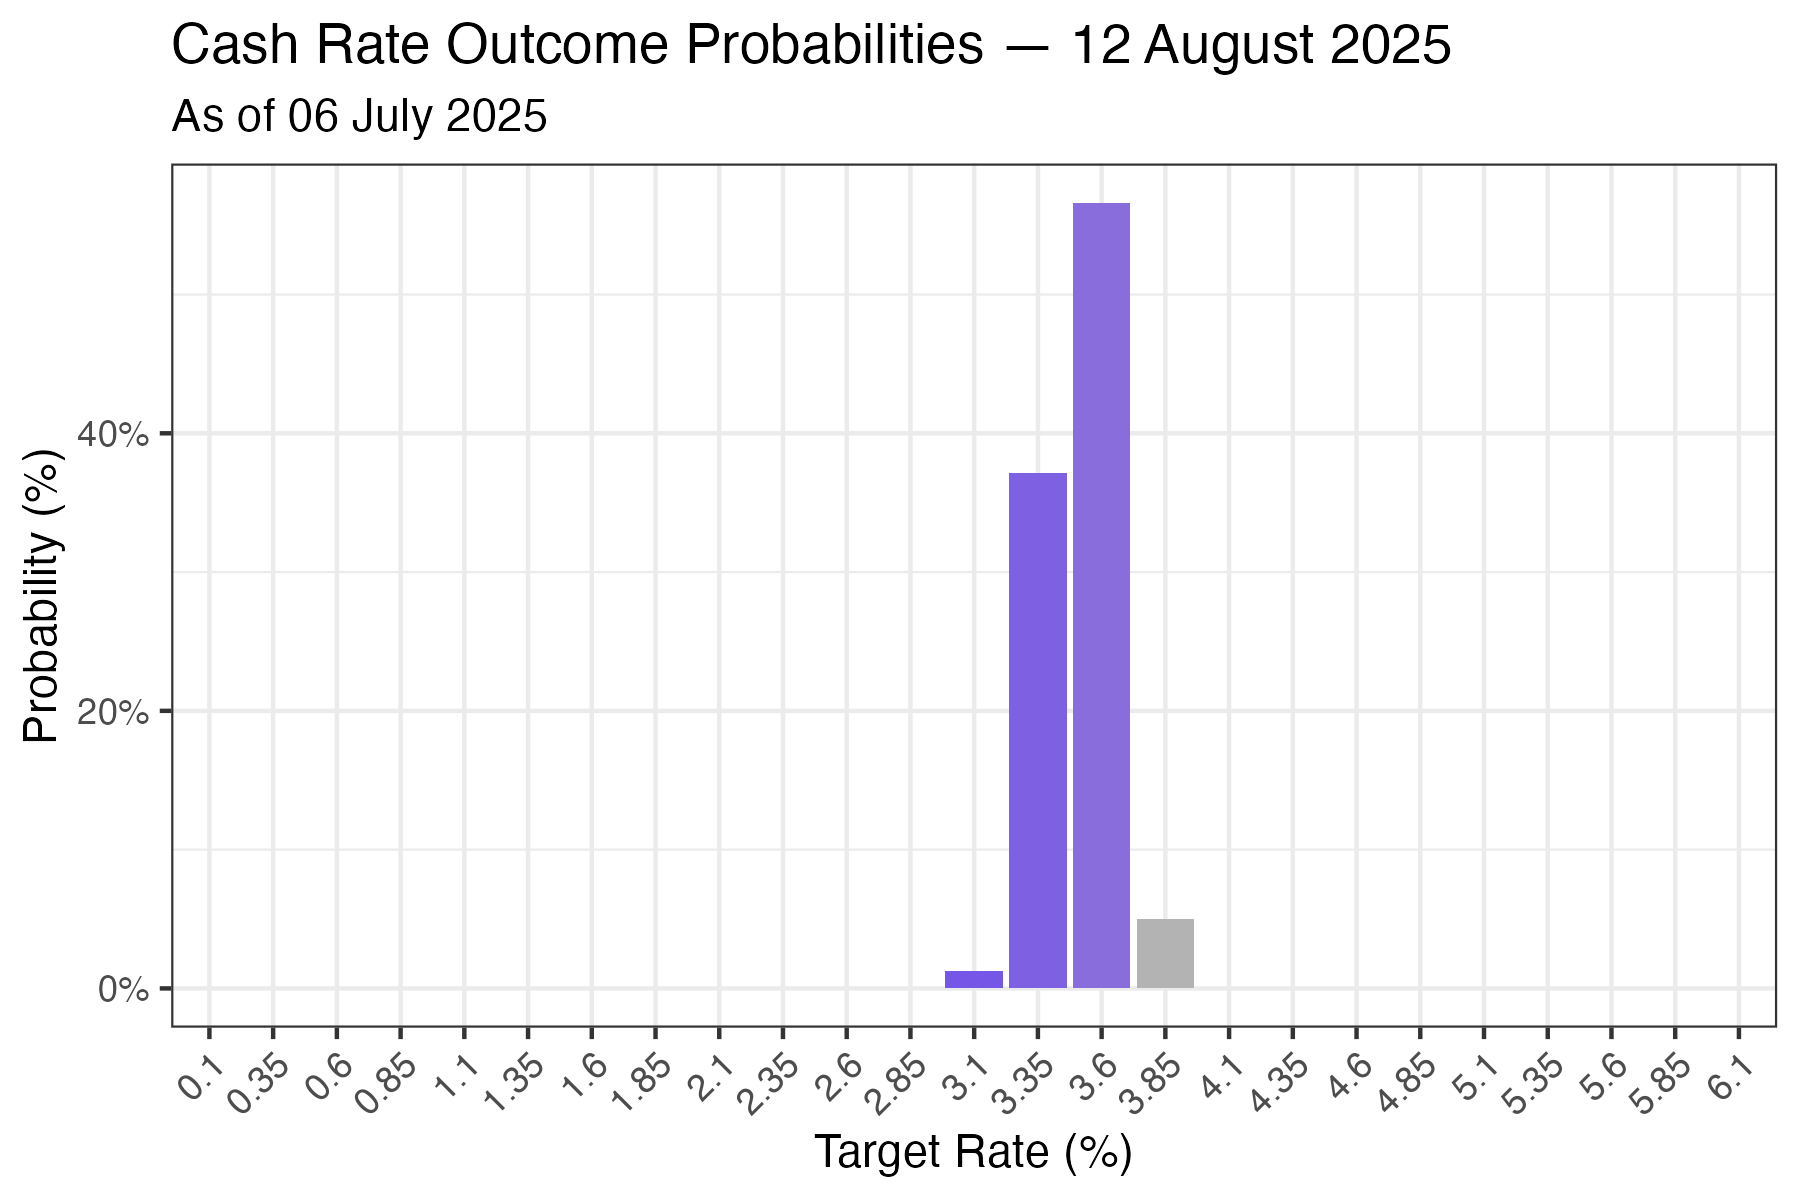 Cash Rate Outcome Probabilities — 12 August 2025
As of 06 July 2025
Probability (%)
40%
20%
0%
0.1 0.35 0.6 0.85 1.1 1.35 1.6 1.85 2.1 2.35 2.6 2.85 3.1 3.35 3.6 3.85 4.1 4.35 4.6 4.85 5.1 5.35 5.6 5.85 6.1
Target Rate (%)